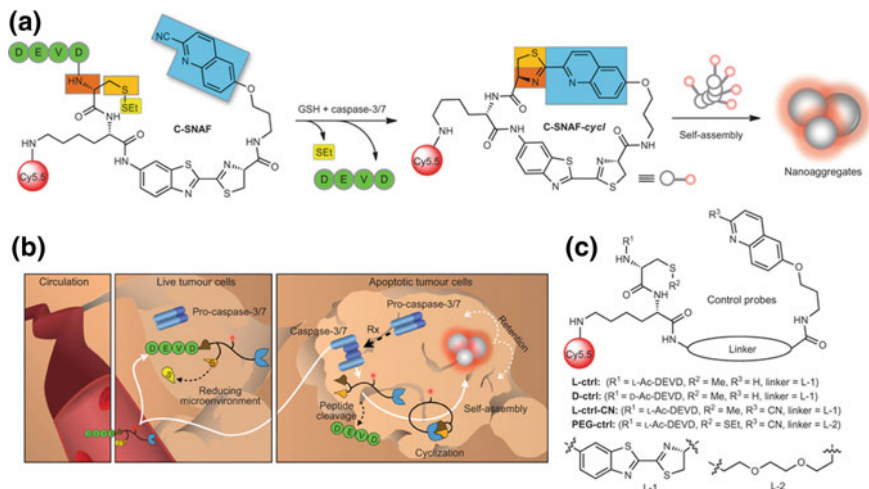 (a)
D E V D
HN
S
SEt
O
NH
HN
Cy5.5
O
HN
NC
N
O
C-SNAF
HN
O
S
N
N
S
GSH + caspase-3/7
SEt
D E V D
S
N
N
O
O
NH
HN
Cy5.5
O
HN
C-SNAF-cycl
HN
O
S
N
N
S
Self-assembly
Nanoaggregates
(b)
Circulation
Live tumour cells
Pro-caspase-3/7
D E V D
Reducing
microenvironment
Apoptotic tumour cells
Caspase-3/7
Rx
Pro-caspase-3/7
Retention
Peptide
cleavage
D E V D
Self-assembly
Cyclization
(c)
R¹
HN
S
R²
O
NH
HN
Cy5.5
O
R³
N
O
Control probes
HN
O
Linker
L-ctrl: (R¹ = L-Ac-DEVD, R² = Me, R³ = H, linker = L-1)
D-ctrl: (R¹ = D-Ac-DEVD, R² = Me, R³ = H, linker = L-1)
L-ctrl-CN: (R¹ = L-Ac-DEVD, R² = Me, R³ = CN, linker = L-1)
PEG-ctrl: (R¹ = L-Ac-DEVD, R² = SEt, R³ = CN, linker = L-2)
S
N
N
S
L-1
O
O
L-2